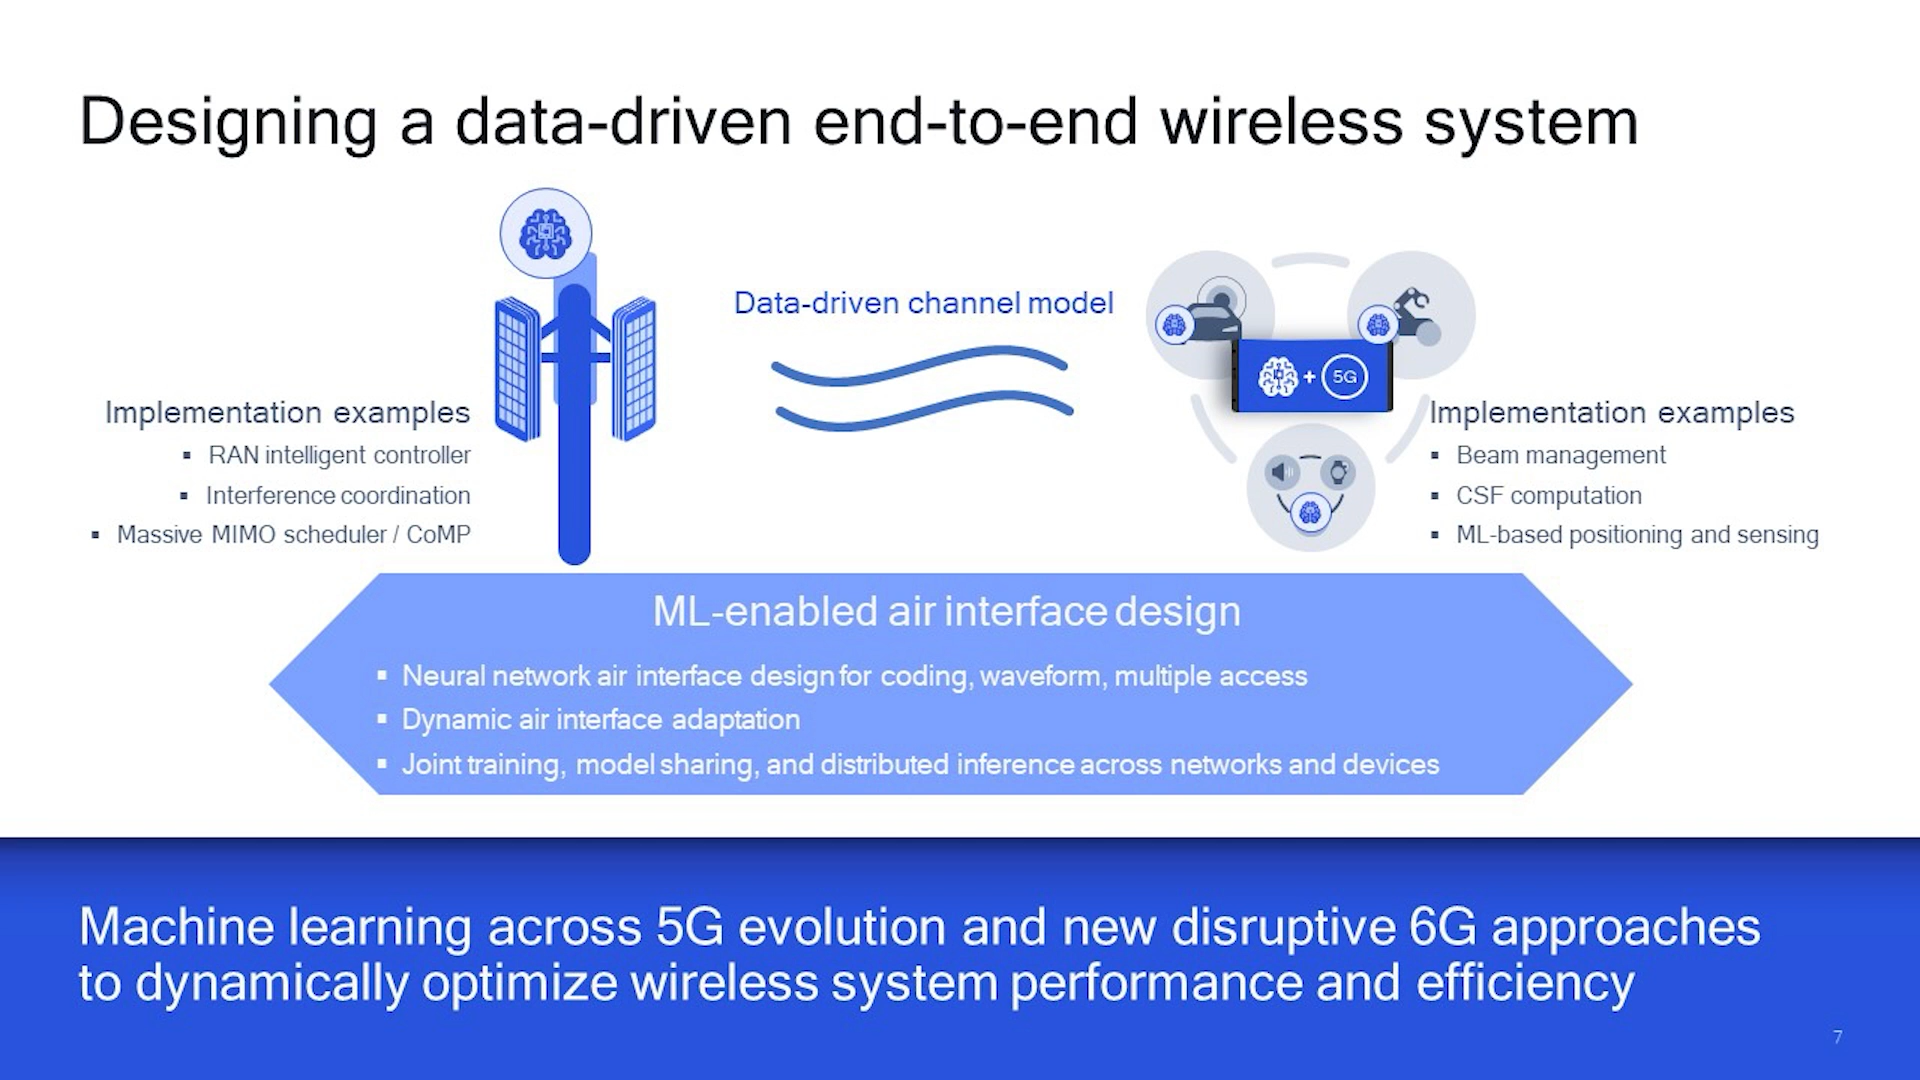 Designing a data-driven end-to-end wireless system
Data-driven channel model
+ 5G
Implementation examples
▪ RAN intelligent controller
▪ Interference coordination
▪ Massive MIMO scheduler / CoMP
Implementation examples
▪ Beam management
▪ CSF computation
▪ ML-based positioning and sensing
ML-enabled air interface design
▪ Neural network air interface design for coding, waveform, multiple access
▪ Dynamic air interface adaptation
▪ Joint training, model sharing, and distributed inference across networks and devices
Machine learning across 5G evolution and new disruptive 6G approaches
to dynamically optimize wireless system performance and efficiency
7